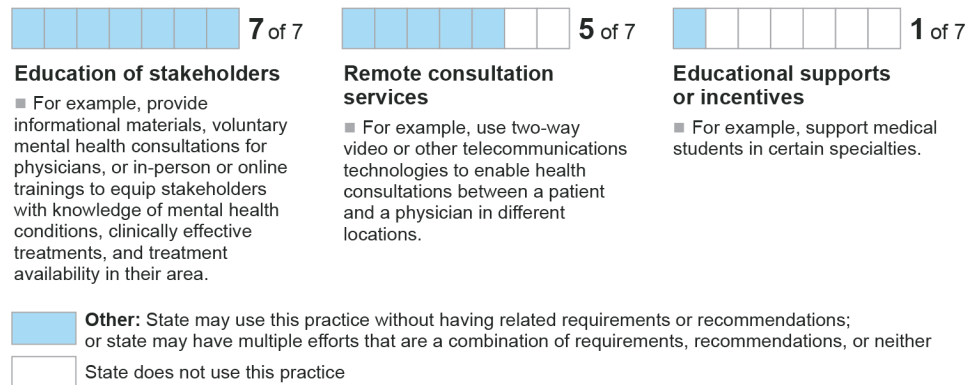 7 of 7
Education of stakeholders
■ For example, provide
informational materials, voluntary
mental health consultations for
physicians, or in-person or online
trainings to equip stakeholders
with knowledge of mental health
conditions, clinically effective
treatments, and treatment
availability in their area.
5 of 7
Remote consultation
services
■ For example, use two-way
video or other telecommunications
technologies to enable health
consultations between a patient
and a physician in different
locations.
1 of 7
Educational supports
or incentives
■ For example, support medical
students in certain specialties.
Other: State may use this practice without having related requirements or recommendations;
or state may have multiple efforts that are a combination of requirements, recommendations, or neither
State does not use this practice